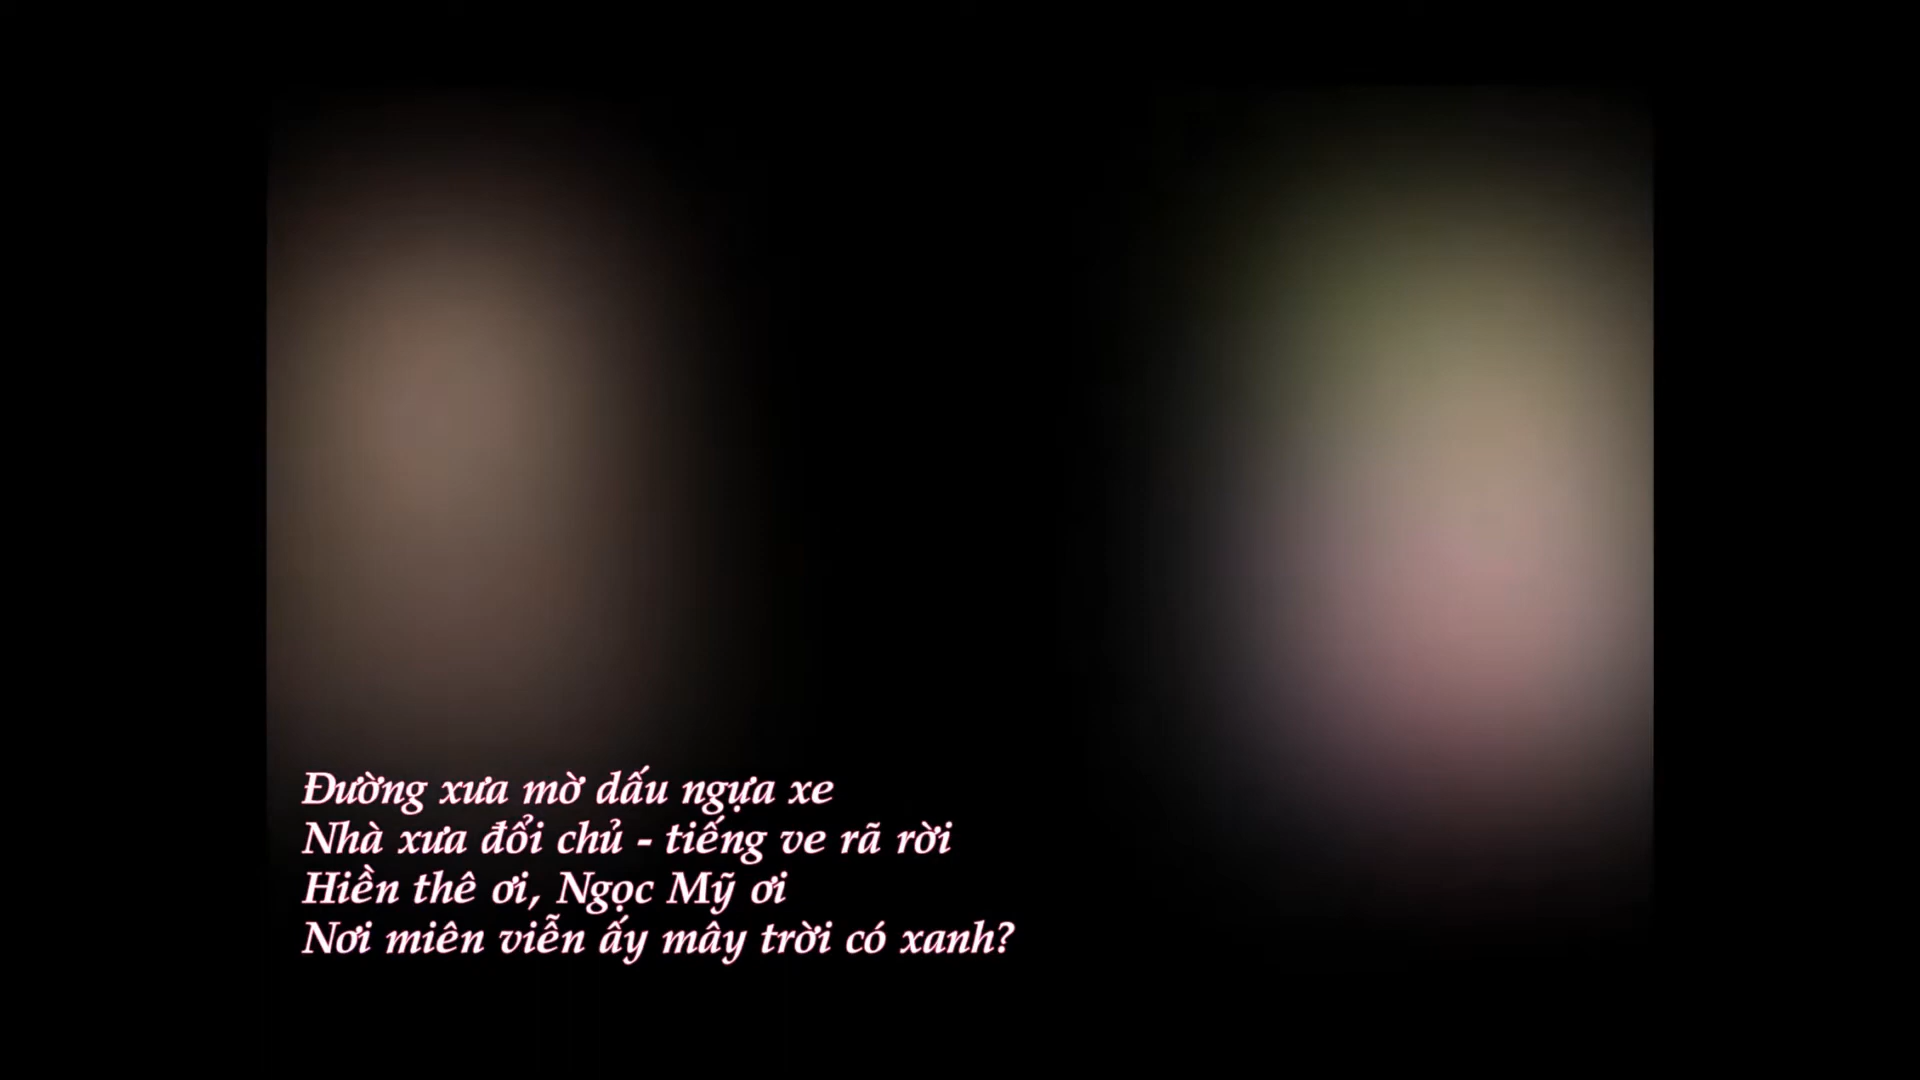 Đường xưa mờ dấu ngựa xe
Nhà xưa đổi chủ - tiếng ve rã rời
Hiền thê ơi, Ngọc Mỹ ơi
Nơi miên viễn ấy mây trời có xanh?